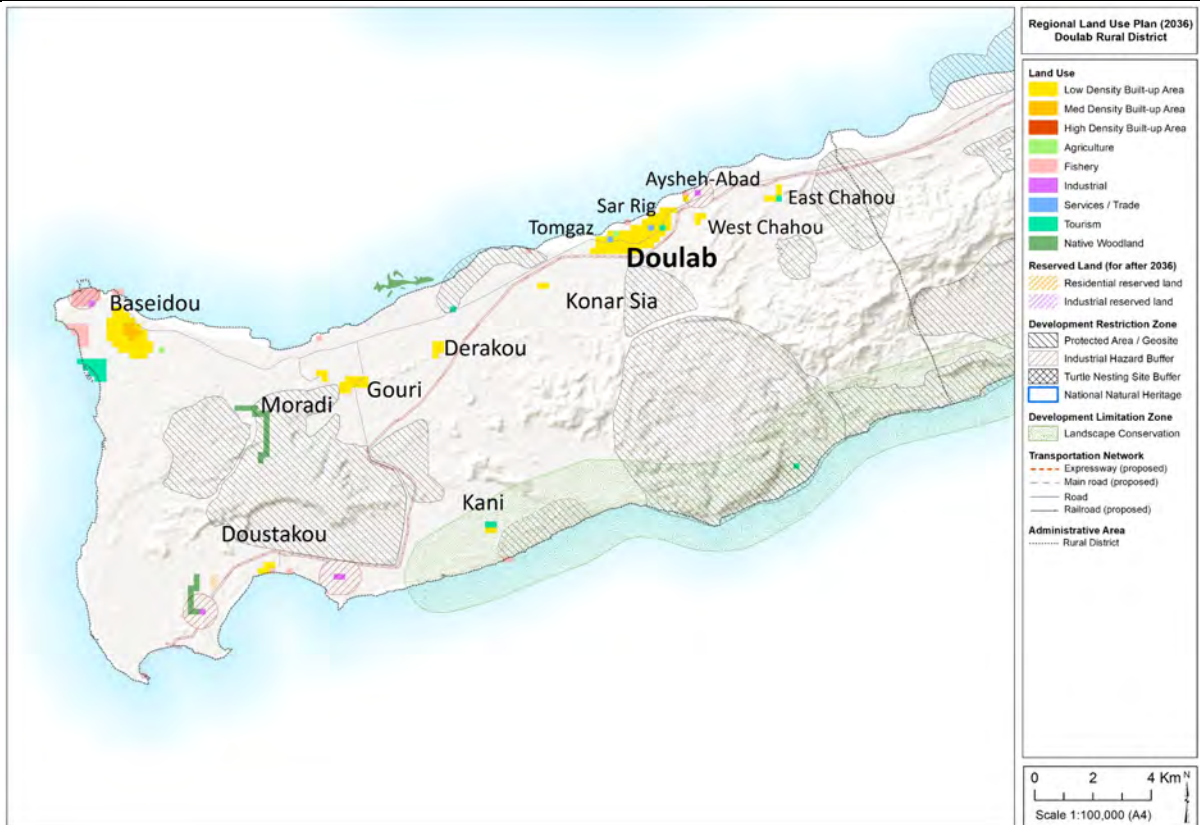 Regional Land Use Plan (2036)
Doulab Rural District
Land Use
Low Density Built-up Area
Med Density Built-up Area
High Density Built-up Area
Agriculture
Fishery
Industrial
Services / Trade
Tourism
Native Woodland
Reserved Land (for after 2036)
Residential reserved land
Industrial reserved land
Development Restriction Zone
Protected Area / Geosite
Industrial Hazard Buffer
Turtle Nesting Site Buffer
National Natural Heritage
Development Limitation Zone
Landscape Conservation
Transportation Network
Expressway (proposed)
Main road (proposed)
Road
Railroad (proposed)
Administrative Area
Rural District
0 2 4 Km N
Scale 1:100,000 (A4)
Aysheh-Abad
East Chahou
Sar Rig
Tomgaz
West Chahou
Doulab
Baseidou
Konar Sia
Derakou
Gouri
Moradi
Kani
Doustakou